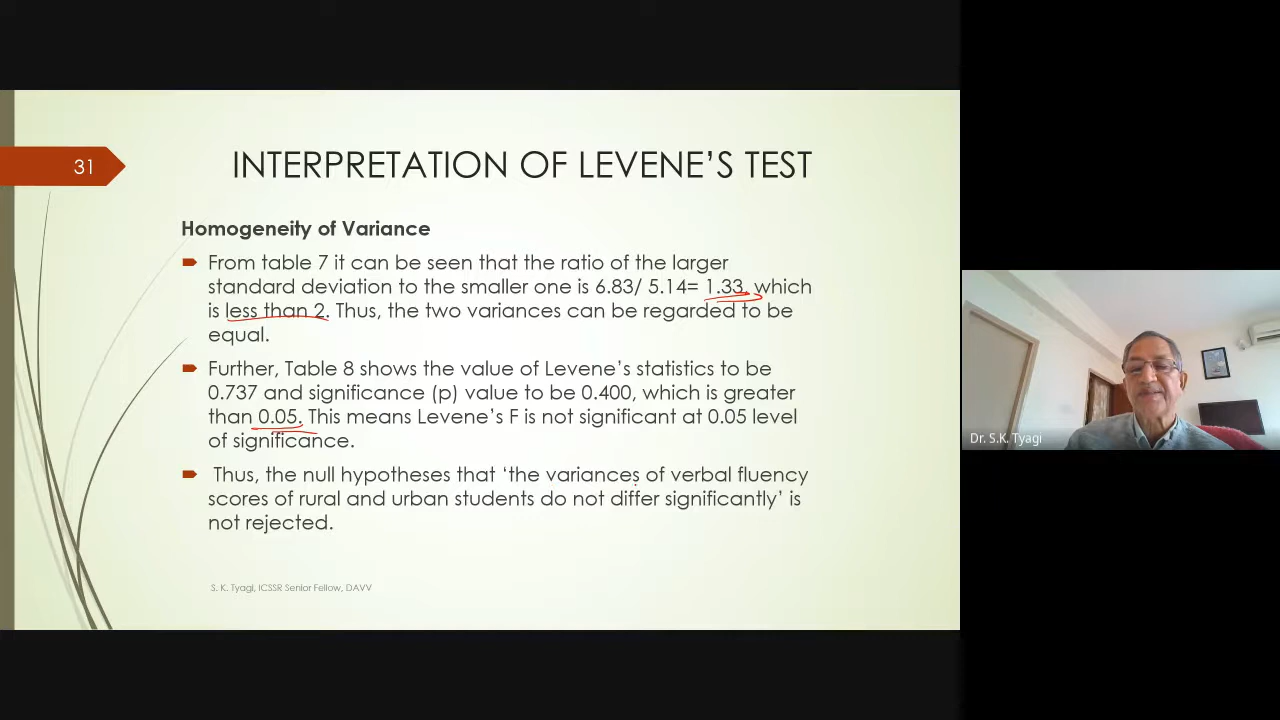 31
INTERPRETATION OF LEVENE’S TEST
Homogeneity of Variance
From table 7 it can be seen that the ratio of the larger
standard deviation to the smaller one is 6.83/ 5.14= 1.33, which
is less than 2. Thus, the two variances can be regarded to be
equal.
Further, Table 8 shows the value of Levene’s statistics to be
0.737 and significance (p) value to be 0.400, which is greater
than 0.05. This means Levene’s F is not significant at 0.05 level
of significance.
Thus, the null hypotheses that ‘the variances of verbal fluency
scores of rural and urban students do not differ significantly’ is
not rejected.
S. K. Tyagi, ICSSR Senior Fellow, DAVV
Dr. S.K. Tyagi